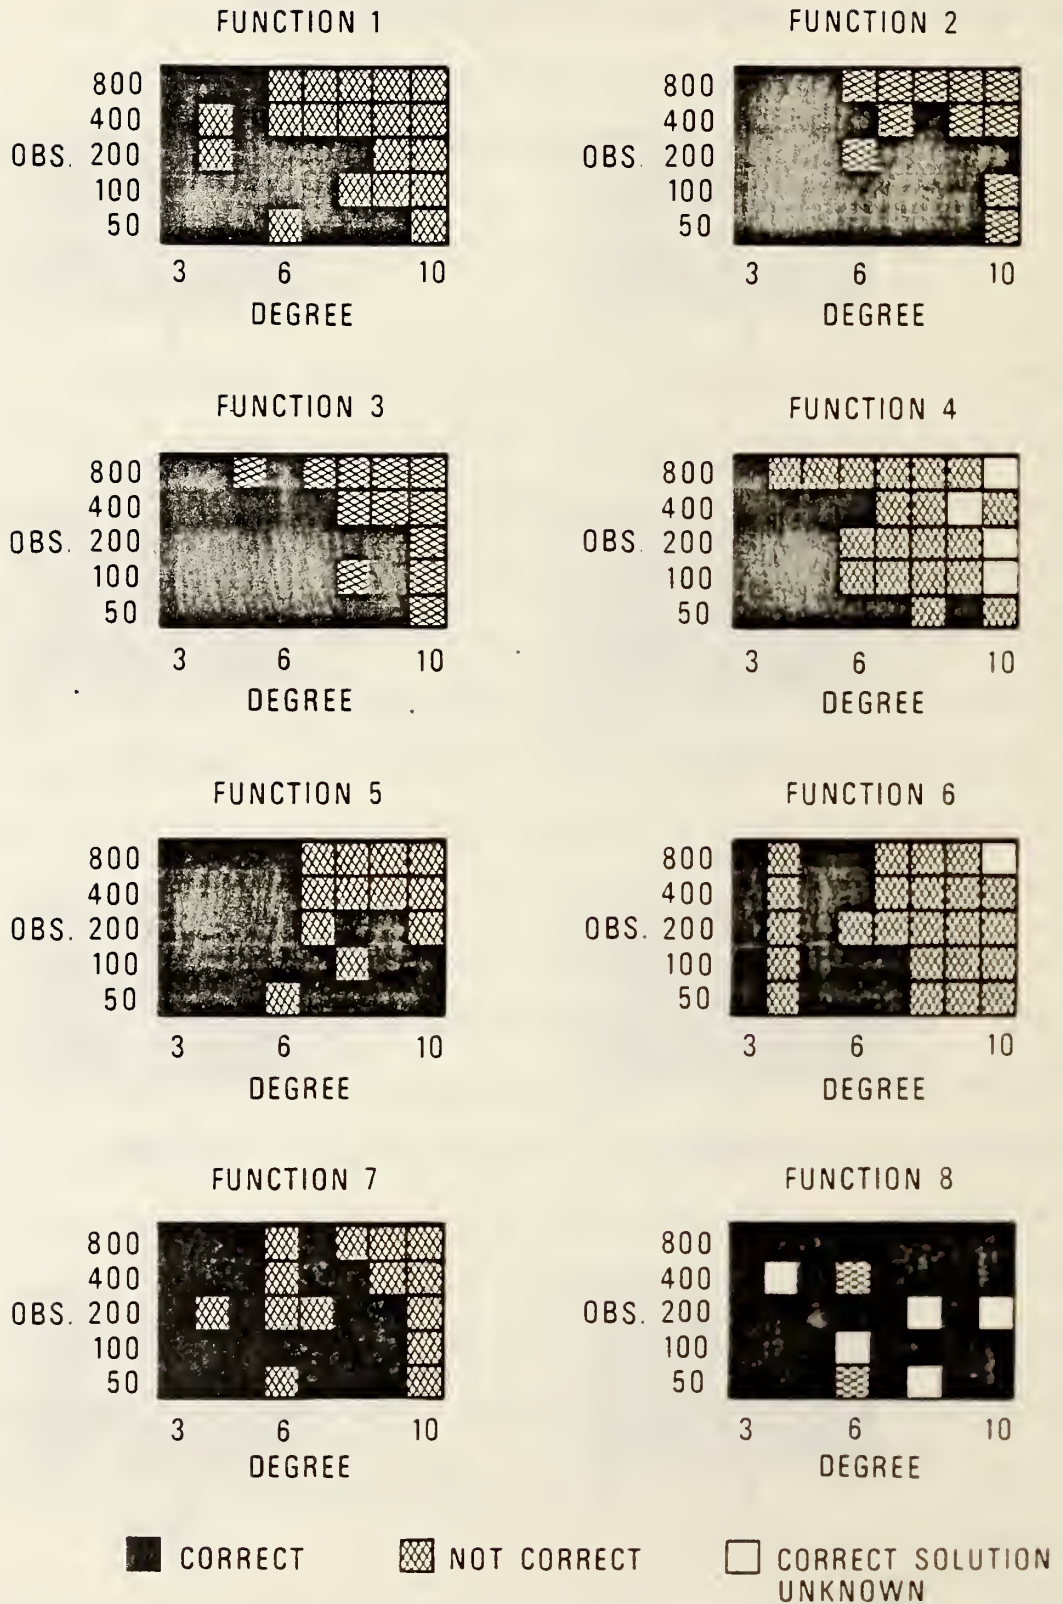 FUNCTION 1
800
400
OBS. 200
100
50
3 6 10
DEGREE
FUNCTION 2
800
400
OBS. 200
100
50
3 6 10
DEGREE
FUNCTION 3
800
400
OBS. 200
100
50
3 6 10
DEGREE
FUNCTION 4
800
400
OBS. 200
100
50
3 6 10
DEGREE
FUNCTION 5
800
400
OBS. 200
100
50
3 6 10
DEGREE
FUNCTION 6
800
400
OBS. 200
100
50
3 6 10
DEGREE
FUNCTION 7
800
400
OBS. 200
100
50
3 6 10
DEGREE
FUNCTION 8
800
400
OBS. 200
100
50
3 6 10
DEGREE
CORRECT NOT CORRECT CORRECT SOLUTION
UNKNOWN